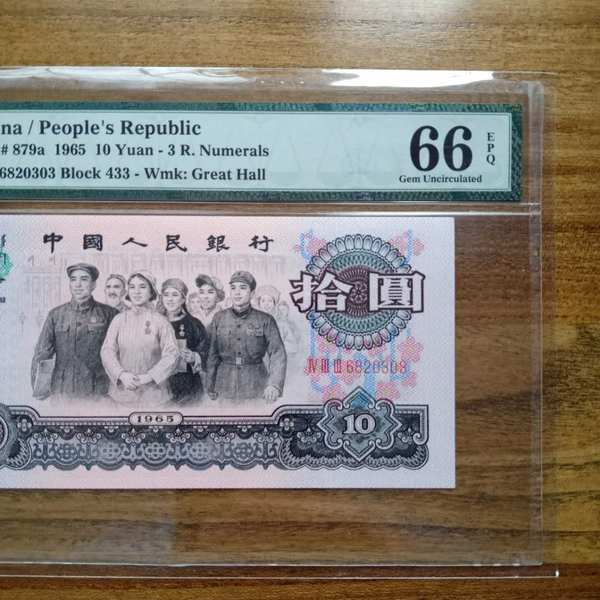 na / People's Republic
# 879a 1965 10 Yuan - 3 R. Numerals
6820303 Block 433 - Wmk: Great Hall
66 EPQ
Gem Uncirculated
中國人民銀行
拾圓
ⅣⅢⅢ 6820303
1965
10